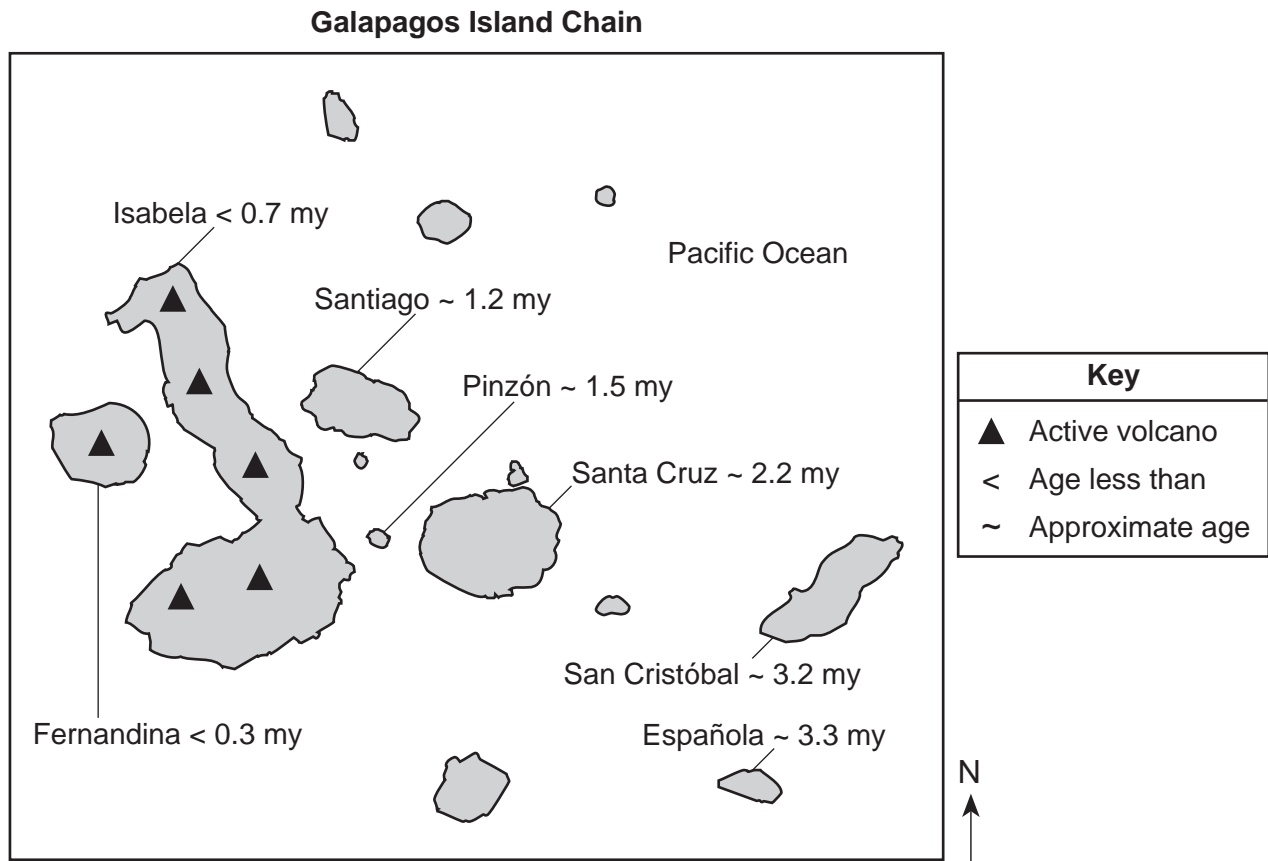 Galapagos Island Chain
Isabela < 0.7 my
Pacific Ocean
Santiago ~ 1.2 my
Pinzón ~ 1.5 my
Santa Cruz ~ 2.2 my
San Cristóbal ~ 3.2 my
Fernandina < 0.3 my
Española ~ 3.3 my
Key
Active volcano
< Age less than
~ Approximate age
N